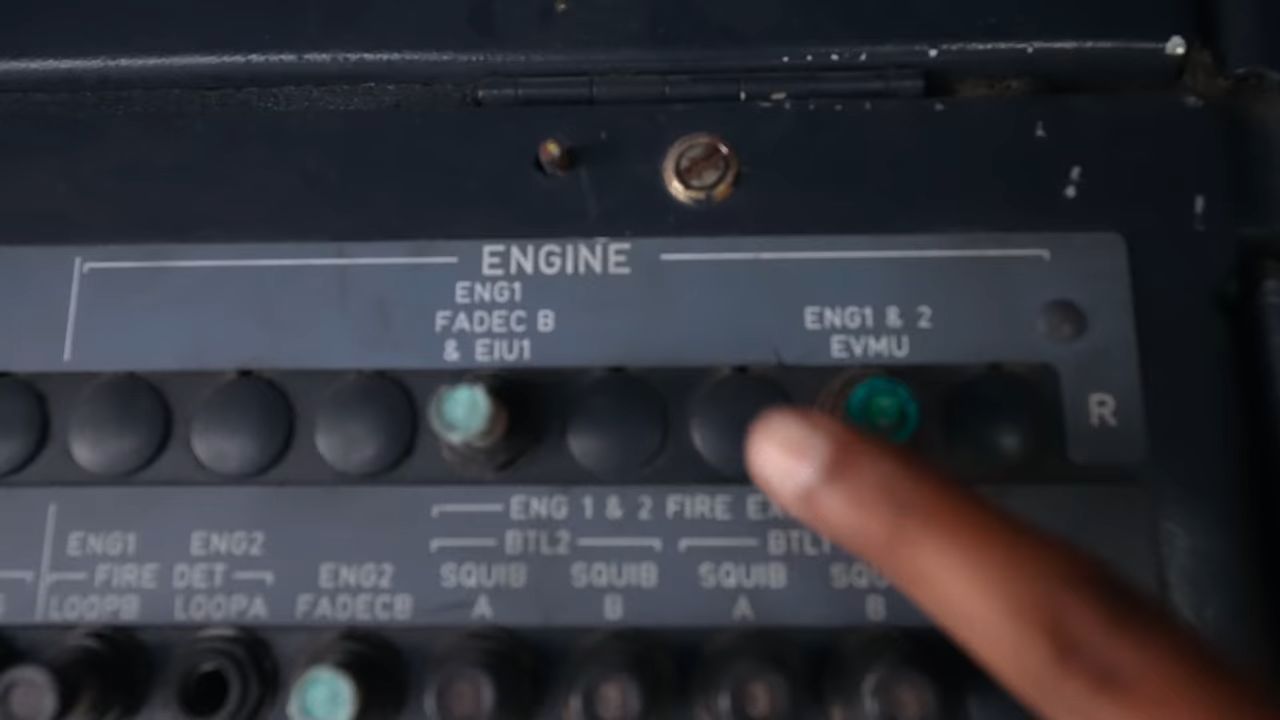 ENGINE
ENG1
FADEC B
& EIU1
ENG1 & 2
EVMU
R
ENG 1 & 2 FIRE
BTL2
BTL1
ENG1
ENG2
FIRE DET
LOOPB
LOOPA
ENG2
FADECB
SQUIB
A
SQUIB
B
SQUIB
A
B